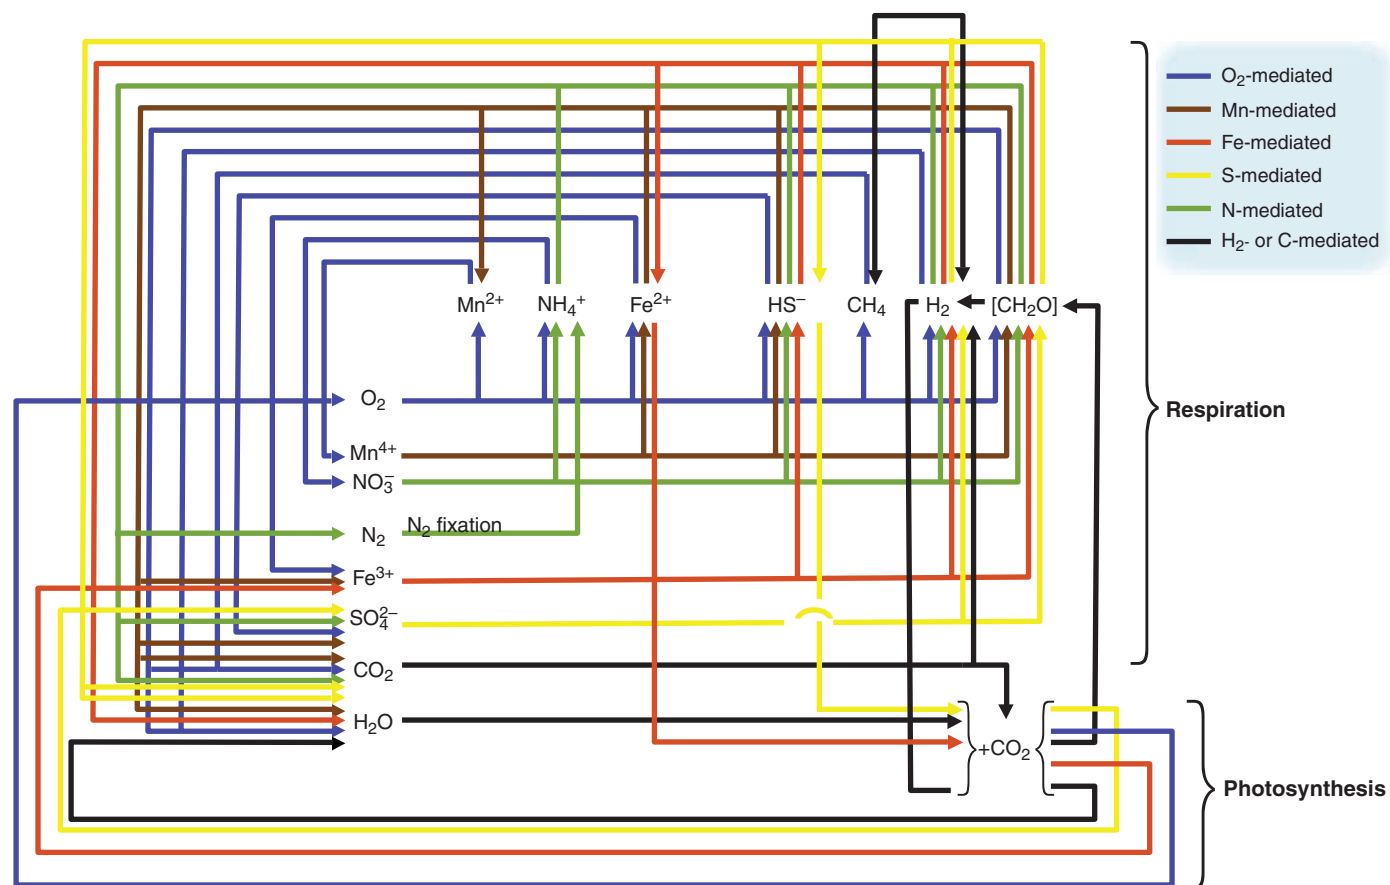 O₂-mediated
Mn-mediated
Fe-mediated
S-mediated
N-mediated
H₂- or C-mediated
Mn²⁺ NH₄⁺ Fe²⁺ HS⁻ CH₄ H₂ [CH₂O]
O₂
Respiration
Mn⁴⁺
NO₃⁻
N₂ N₂ fixation
Fe³⁺
SO₄²⁻
CO₂
H₂O
+CO₂
Photosynthesis